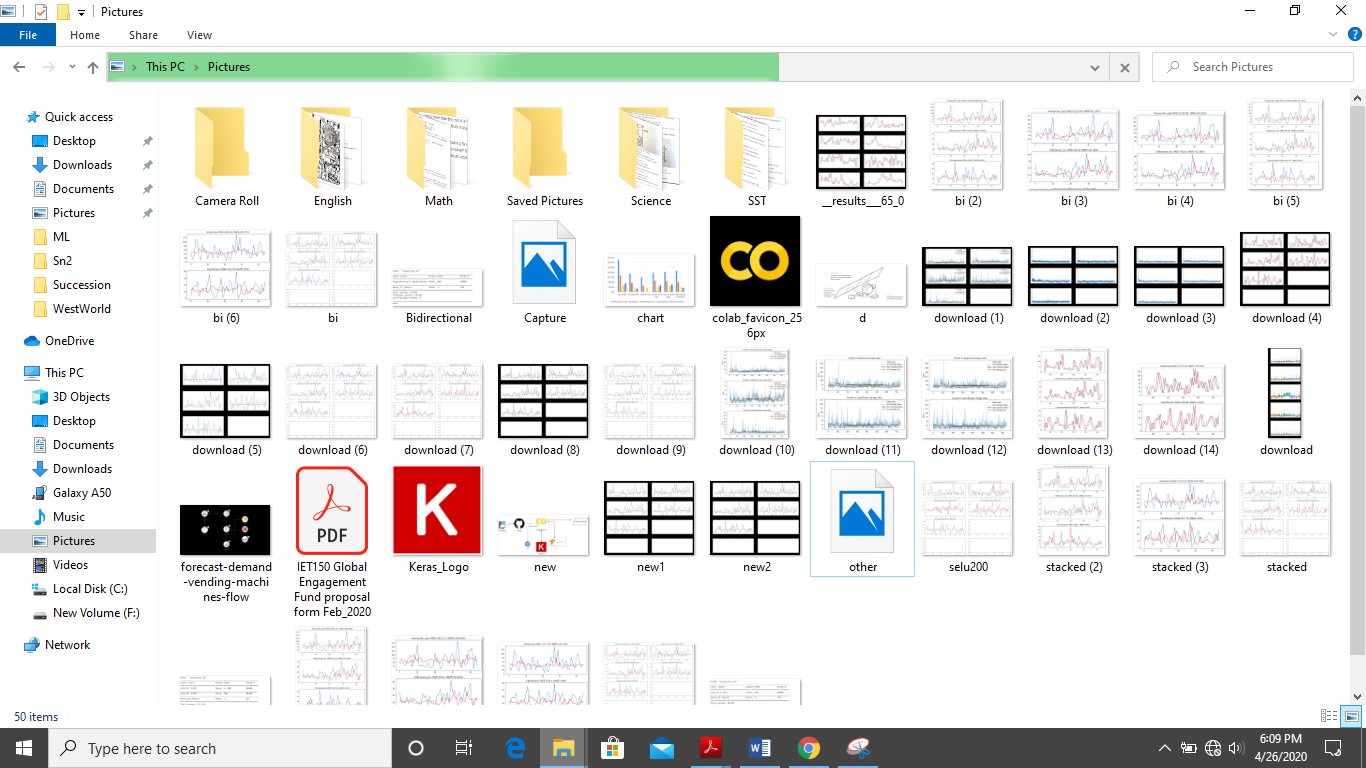 Pictures
File Home Share View
This PC Pictures
Search Pictures
Quick access
Desktop
Downloads
Documents
Pictures
ML
Sn2
Succession
WestWorld
OneDrive
This PC
3D Objects
Desktop
Documents
Downloads
Galaxy A50
Music
Pictures
Videos
Local Disk (C:)
New Volume (F:)
Network
Camera Roll English Math Saved Pictures Science SST __results___65_0 bi (2) bi (3) bi (4) bi (5)
CO
bi (6) bi Bidirectional Capture chart colab_favicon_25
6px d download (1) download (2) download (3) download (4)
download (5) download (6) download (7) download (8) download (9) download (10) download (11) download (12) download (13) download (14) download
PDF
K
forecast-demand
-vending-machi
nes-flow
IET150 Global
Engagement
Fund proposal
form Feb_2020
Keras_Logo new new1 new2 other selu200 stacked (2) stacked (3) stacked
50 items
Type here to search
6:09 PM
4/26/2020